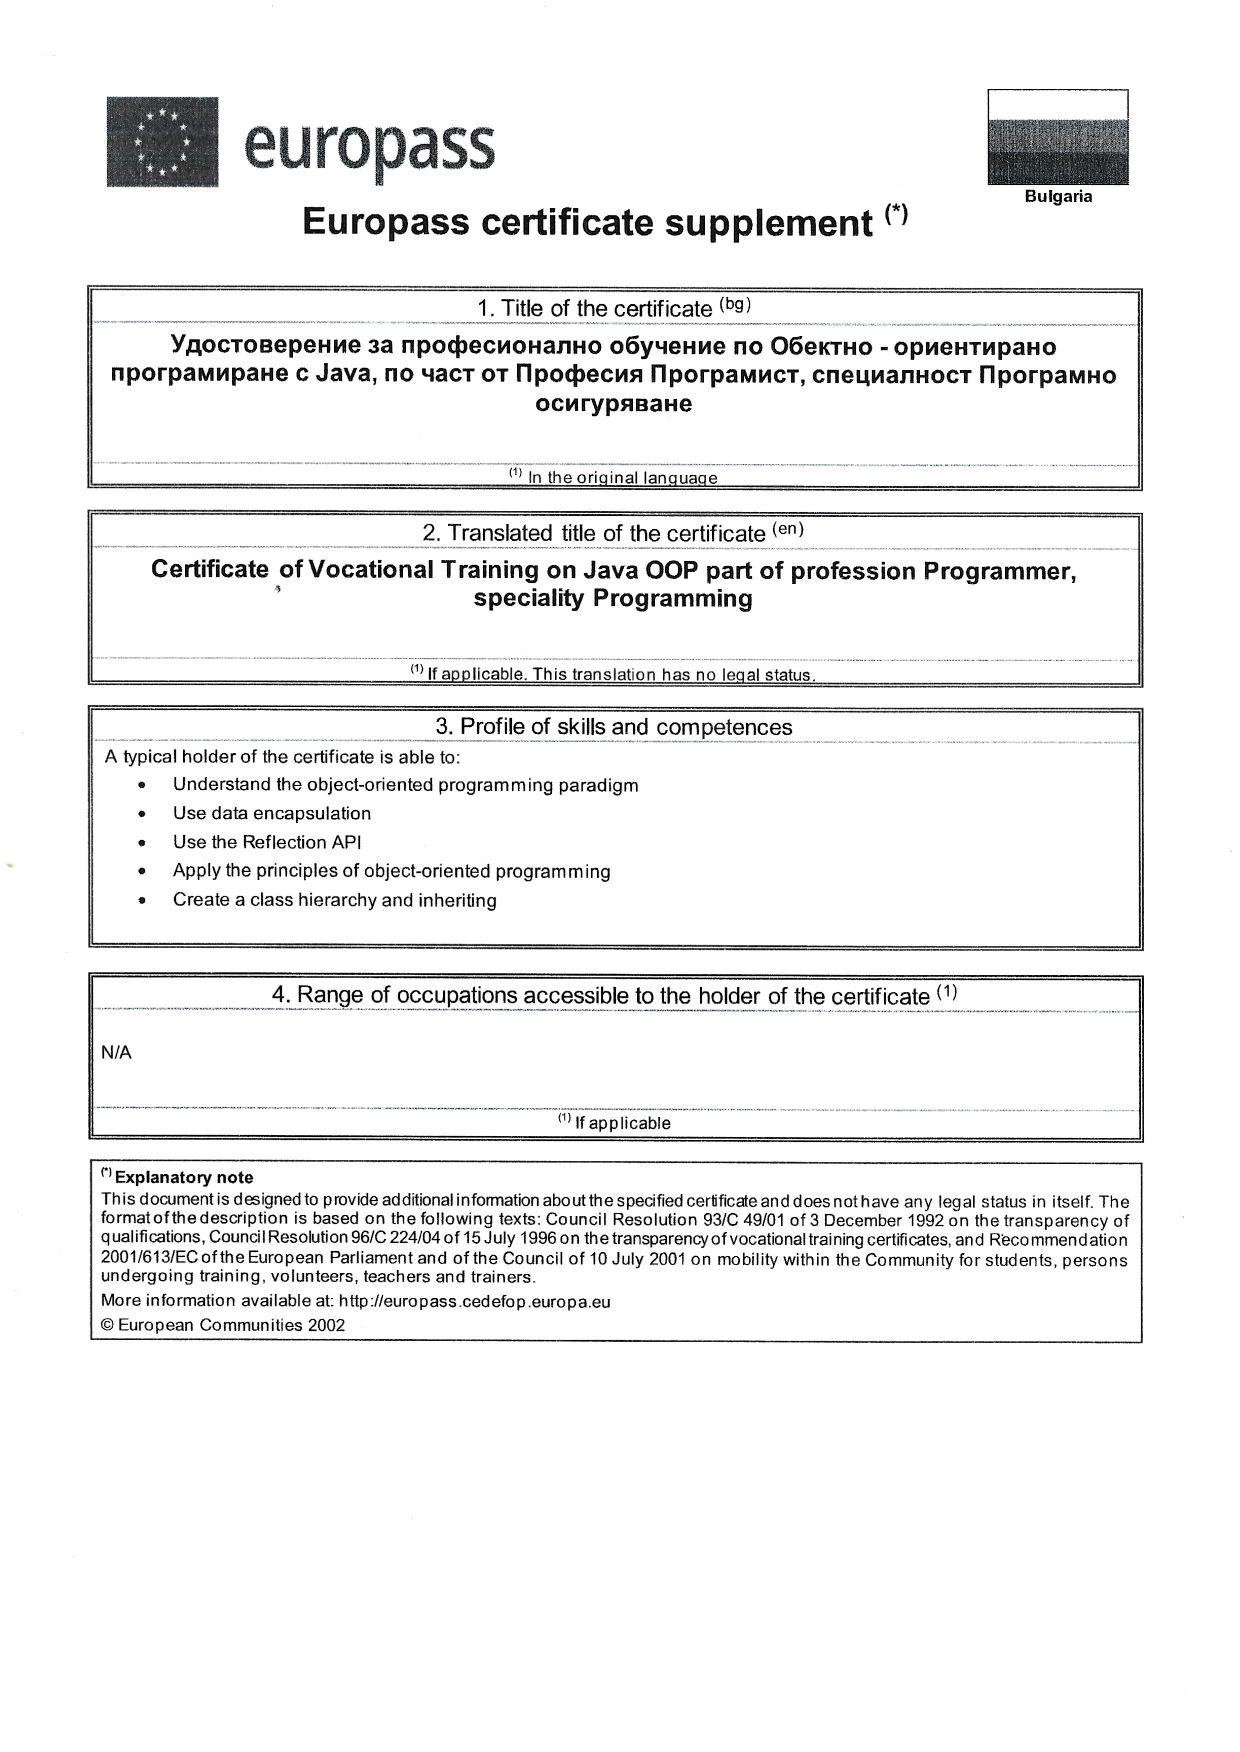 europass
Bulgaria
Europass certificate supplement (*)
1. Title of the certificate (bg)
Удостоверение за професионално обучение по Обектно - ориентирано
програмиране с Java, по част от Професия Програмист, специалност Програмно
осигуряване
(1) In the original language
2. Translated title of the certificate (en)
Certificate of Vocational Training on Java OOP part of profession Programmer,
speciality Programming
(1) If applicable. This translation has no legal status.
3. Profile of skills and competences
A typical holder of the certificate is able to:
• Understand the object-oriented programming paradigm
• Use data encapsulation
• Use the Reflection API
• Apply the principles of object-oriented programming
• Create a class hierarchy and inheriting
4. Range of occupations accessible to the holder of the certificate (1)
N/A
(1) If applicable
(*) Explanatory note
This document is designed to provide additional information about the specified certificate and does not have any legal status in itself. The
format of the description is based on the following texts: Council Resolution 93/C 49/01 of 3 December 1992 on the transparency of
qualifications, Council Resolution 96/C 224/04 of 15 July 1996 on the transparency of vocational training certificates, and Recommendation
2001/613/EC of the European Parliament and of the Council of 10 July 2001 on mobility within the Community for students, persons
undergoing training, volunteers, teachers and trainers.
More information available at: http://europass.cedefop.europa.eu
© European Communities 2002